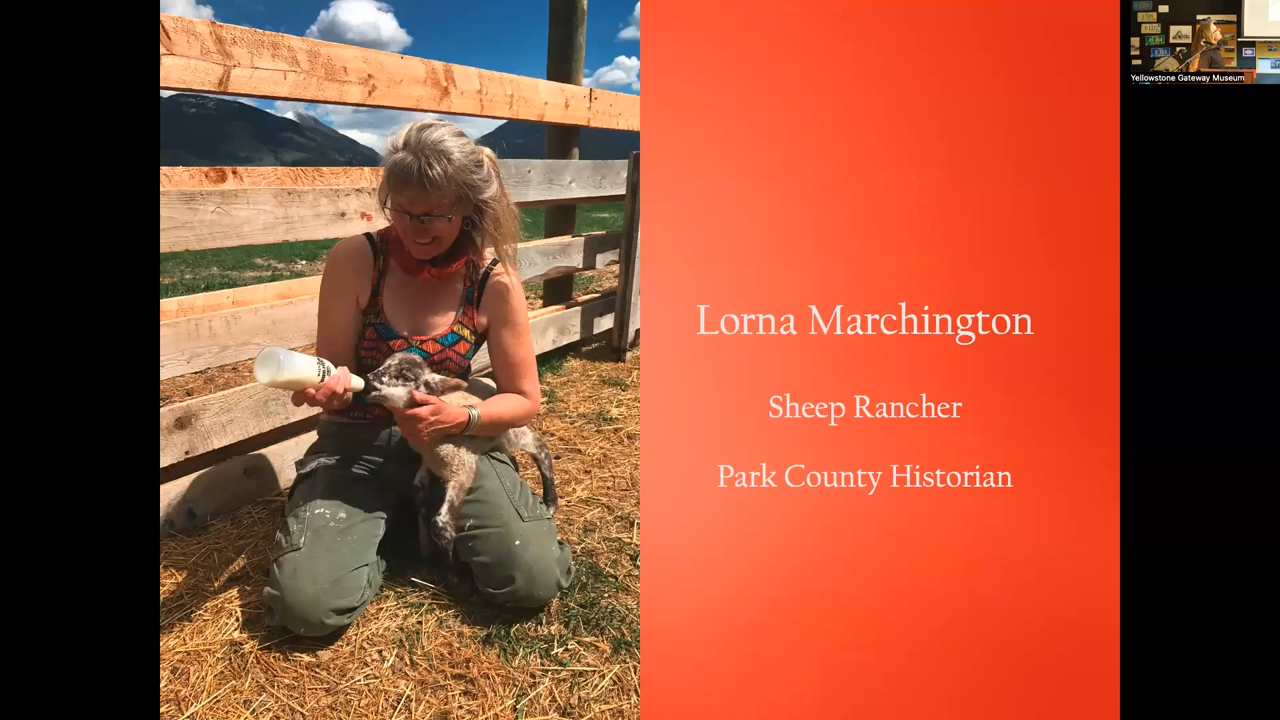 Lorna Marchington
Sheep Rancher
Park County Historian
Yellowstone Gateway Museum